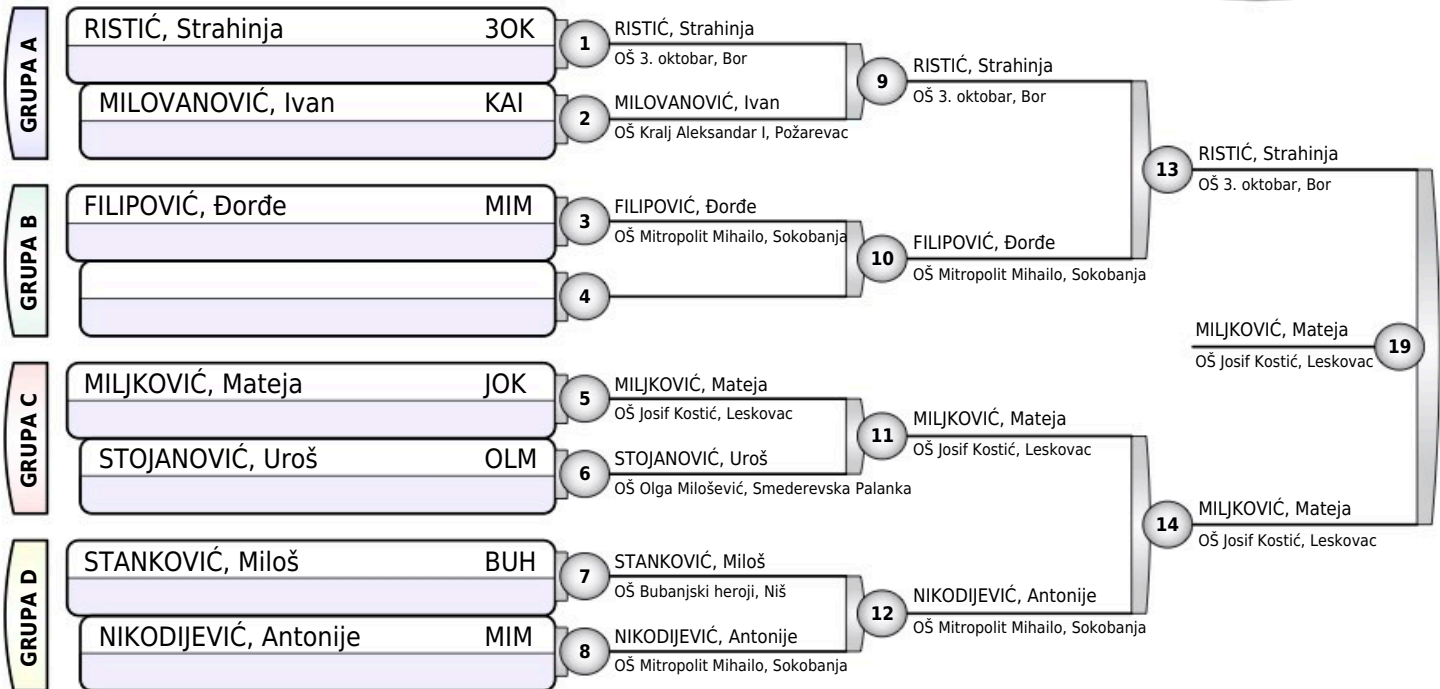 GRUPA A
RISTIĆ, Strahinja 3OK
MILOVANOVIĆ, Ivan KAI
GRUPA B
FILIPOVIĆ, Đorđe MIM
GRUPA C
MILJKOVIĆ, Mateja JOK
STOJANOVIĆ, Uroš OLM
GRUPA D
STANKOVIĆ, Miloš BUH
NIKODIJEVIĆ, Antonije MIM
1
RISTIĆ, Strahinja
OŠ 3. oktobar, Bor
2
MILOVANOVIĆ, Ivan
OŠ Kralj Aleksandar I, Požarevac
3
FILIPOVIĆ, Đorđe
OŠ Mitropolit Mihailo, Sokobanja
4
5
MILJKOVIĆ, Mateja
OŠ Josif Kostić, Leskovac
6
STOJANOVIĆ, Uroš
OŠ Olga Milošević, Smederevska Palanka
7
STANKOVIĆ, Miloš
OŠ Bubanjski heroji, Niš
8
NIKODIJEVIĆ, Antonije
OŠ Mitropolit Mihailo, Sokobanja
9
RISTIĆ, Strahinja
OŠ 3. oktobar, Bor
10
FILIPOVIĆ, Đorđe
OŠ Mitropolit Mihailo, Sokobanja
11
MILJKOVIĆ, Mateja
OŠ Josif Kostić, Leskovac
12
NIKODIJEVIĆ, Antonije
OŠ Mitropolit Mihailo, Sokobanja
13
RISTIĆ, Strahinja
OŠ 3. oktobar, Bor
14
MILJKOVIĆ, Mateja
OŠ Josif Kostić, Leskovac
MILJKOVIĆ, Mateja
OŠ Josif Kostić, Leskovac
19